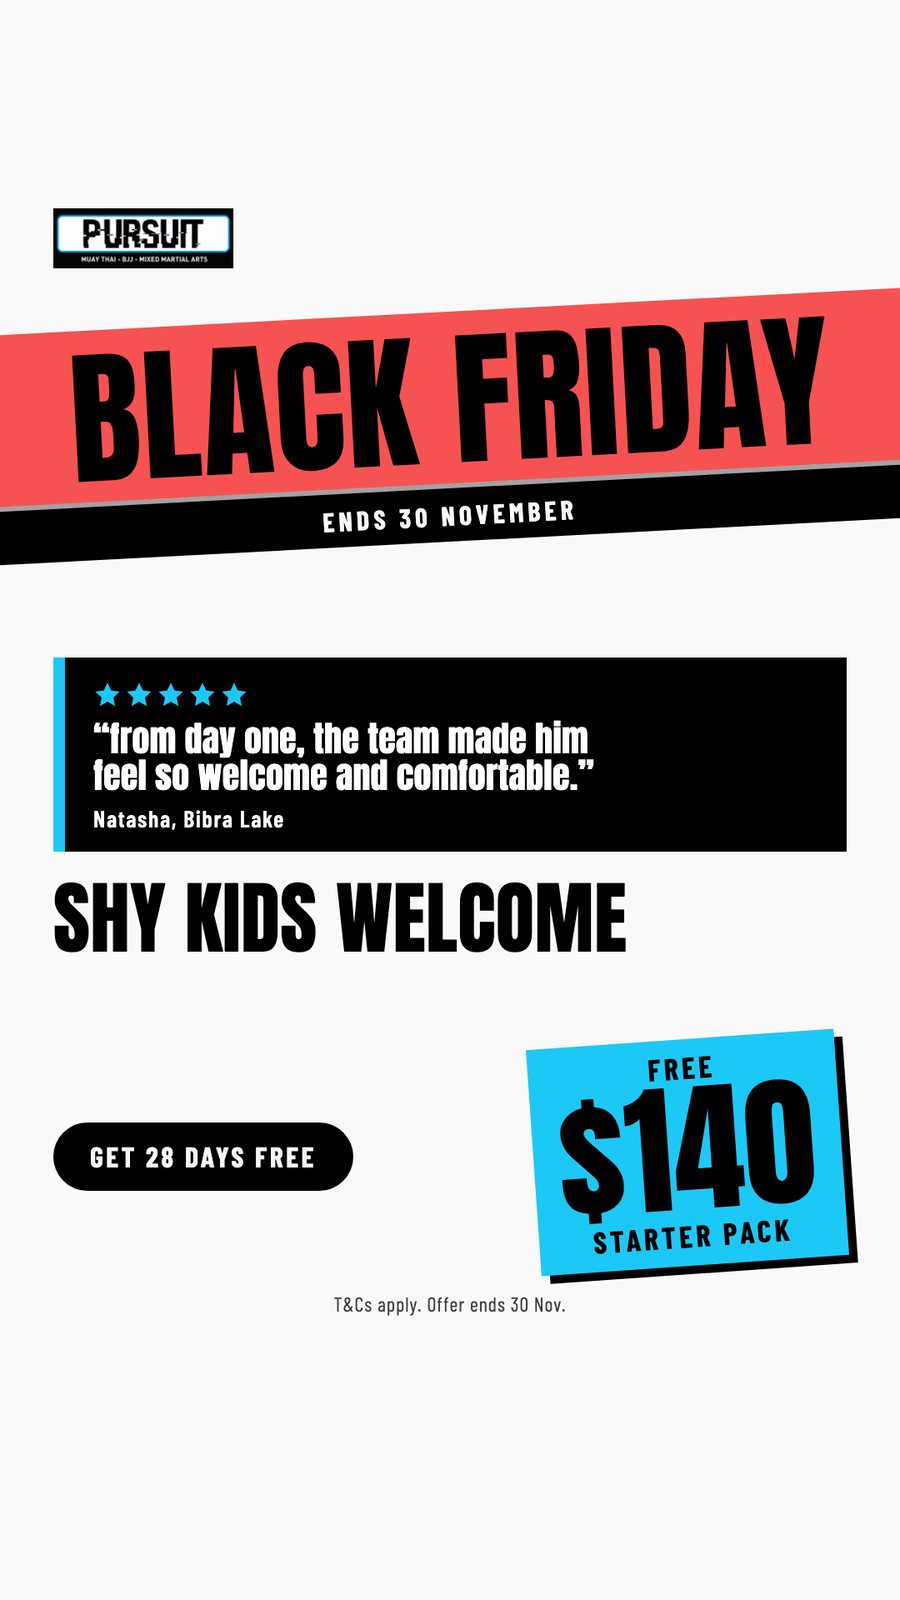 PURSUIT
MUAY THAI - BJJ - MIXED MARTIAL ARTS
BLACK FRIDAY
ENDS 30 NOVEMBER
“from day one, the team made him
feel so welcome and comfortable.”
Natasha, Bibra Lake
SHY KIDS WELCOME
FREE
$140
STARTER PACK
GET 28 DAYS FREE
T&Cs apply. Offer ends 30 Nov.